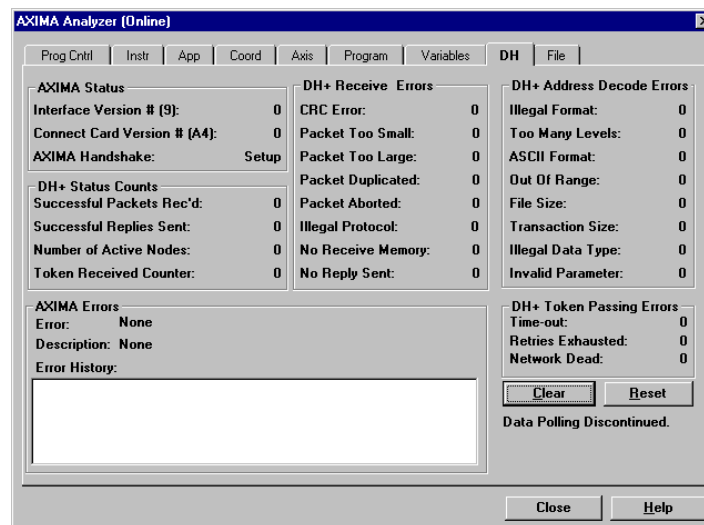 AXIMA Analyzer (Online)
Prog Cntrl Instr App Coord Axis Program Variables DH File
AXIMA Status
Interface Version # (9): 0
Connect Card Version # (A4): 0
AXIMA Handshake: Setup
DH+ Status Counts
Successful Packets Rec'd: 0
Successful Replies Sent: 0
Number of Active Nodes: 0
Token Received Counter: 0
DH+ Receive Errors
CRC Error: 0
Packet Too Small: 0
Packet Too Large: 0
Packet Duplicated: 0
Packet Aborted: 0
Illegal Protocol: 0
No Receive Memory: 0
No Reply Sent: 0
DH+ Address Decode Errors
Illegal Format: 0
Too Many Levels: 0
ASCII Format: 0
Out Of Range: 0
File Size: 0
Transaction Size: 0
Illegal Data Type: 0
Invalid Parameter: 0
AXIMA Errors
Error: None
Description: None
Error History:
DH+ Token Passing Errors
Time-out: 0
Retries Exhausted: 0
Network Dead: 0
Clear Reset
Data Polling Discontinued.
Close Help